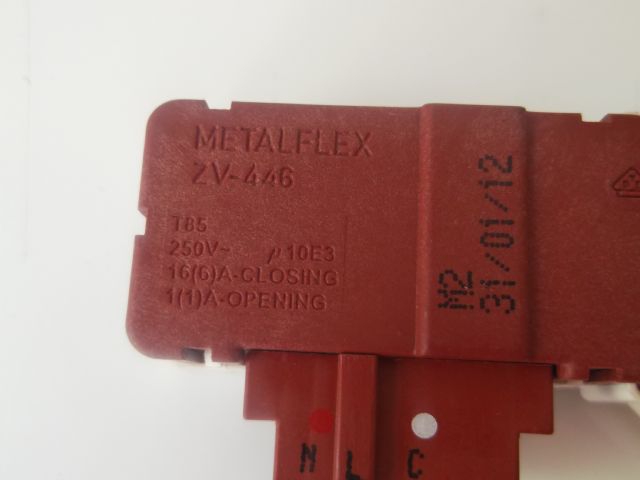 METALFLEX
ZV-446
T85
250V~ µ10E3
16(6)A-CLOSING
1(1)A-OPENING
M2
31/01/12
N L C